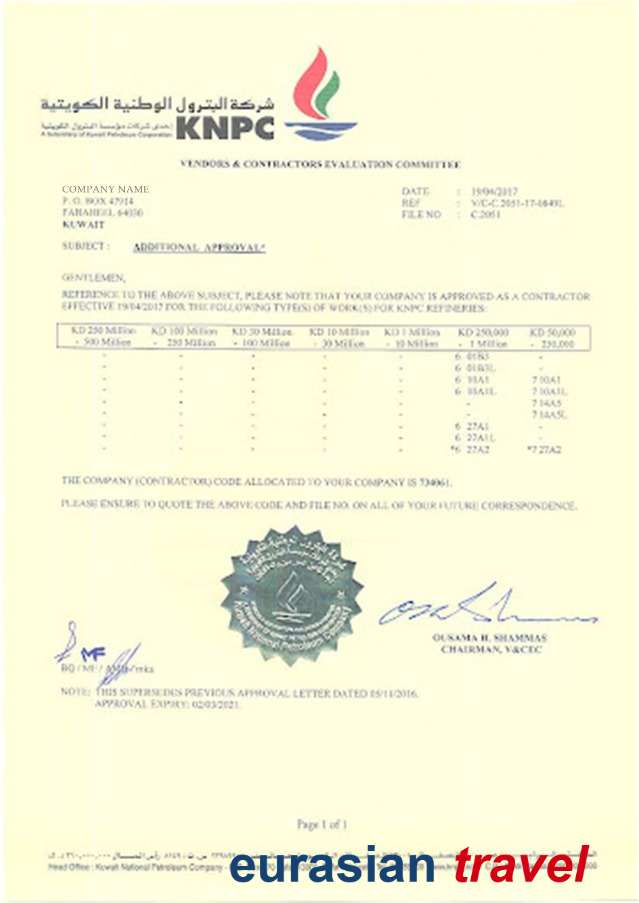 شركة البترول الوطنية الكويتية
إحدى شركات مؤسسة البترول الكويتية
A Subsidiary of Kuwait Petroleum Corporation
KNPC
VENDORS & CONTRACTORS EVALUATION COMMITTEE
COMPANY NAME
P. O. BOX 47914
FAHAHEEL 64030
KUWAIT
DATE : 19/04/2017
REF : V/C-C.2051-17-0849L
FILE NO : C.2051
SUBJECT : ADDITIONAL APPROVAL*
GENTLEMEN,
REFERENCE TO THE ABOVE SUBJECT, PLEASE NOTE THAT YOUR COMPANY IS APPROVED AS A CONTRACTOR
EFFECTIVE 19/04/2017 FOR THE FOLLOWING TYPE(S) OF WORK(S) FOR KNPC REFINERIES:
KD 250 Million KD 100 Million KD 50 Million KD 10 Million KD 1 Million KD 250,000 KD 50,000
- 500 Million - 250 Million - 100 Million - 50 Million - 10 Million - 1 Million - 250,000
- - - - - 6 01B3 -
- - - - - 6 01B3L -
- - - - - 6 10A1 7 10A1
- - - - - 6 10A1L 7 10A1L
- - - - - - 7 14A5
- - - - - - 7 14A5L
- - - - - 6 27A1 -
- - - - - 6 27A1L -
- - - - - *6 27A2 *7 27A2
THE COMPANY (CONTRACTOR) CODE ALLOCATED TO YOUR COMPANY IS 734061.
PLEASE ENSURE TO QUOTE THE ABOVE CODE AND FILE NO. ON ALL OF YOUR FUTURE CORRESPONDENCE.
شركة البترول الوطنية الكويتية
Kuwait National Petroleum Company
OUSAMA H. SHAMMAS
CHAIRMAN, V&CEC
MF
BQ / MF / /mka
NOTE: THIS SUPERSEDES PREVIOUS APPROVAL LETTER DATED 05/11/2016.
APPROVAL EXPIRY: 02/03/2021.
Page 1 of 1
Head Office : Kuwait National Petroleum Company
eurasian travel